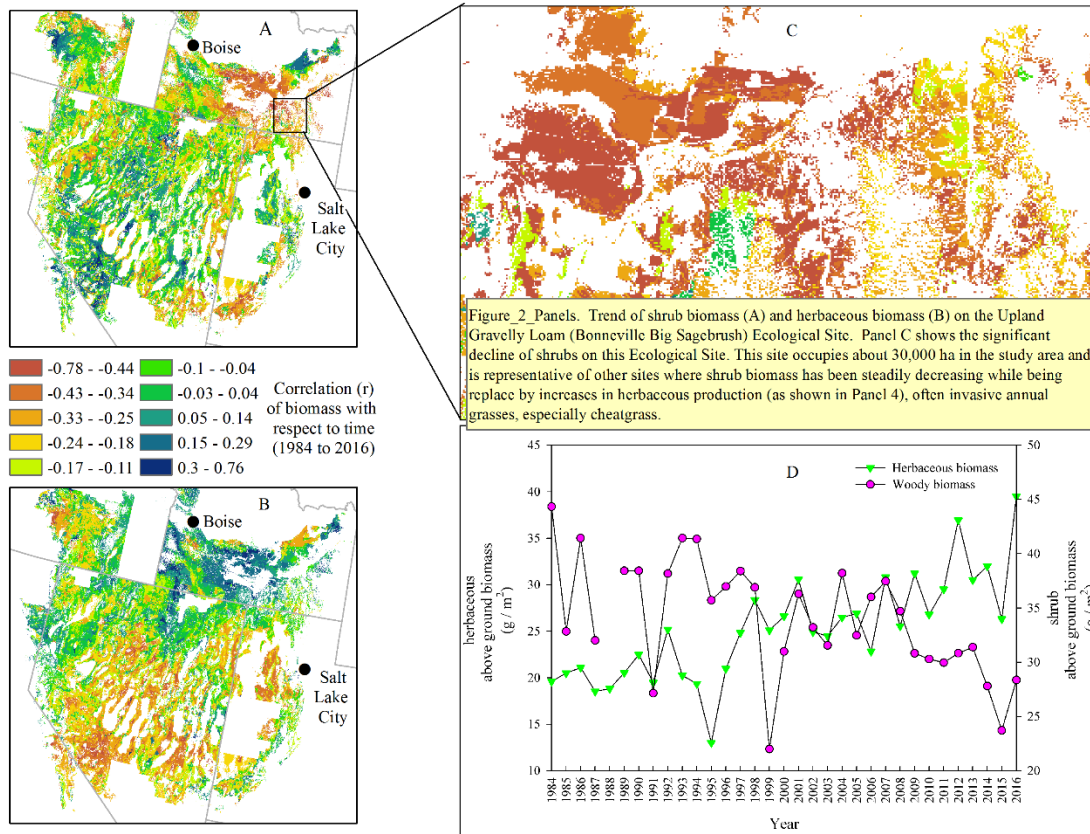 A
Boise
Salt
Lake
City
-0.78 - -0.44
-0.43 - -0.34
-0.33 - -0.25
-0.24 - -0.18
-0.17 - -0.11
-0.1 - -0.04
-0.03 - 0.04
0.05 - 0.14
0.15 - 0.29
0.3 - 0.76
Correlation (r)
of biomass with
respect to time
(1984 to 2016)
B
Boise
Salt
Lake
City
C
Figure_2_Panels. Trend of shrub biomass (A) and herbaceous biomass (B) on the Upland
Gravelly Loam (Bonneville Big Sagebrush) Ecological Site. Panel C shows the significant
decline of shrubs on this Ecological Site. This site occupies about 30,000 ha in the study area and
is representative of other sites where shrub biomass has been steadily decreasing while being
replace by increases in herbaceous production (as shown in Panel 4), often invasive annual
grasses, especially cheatgrass.
D
Herbaceous biomass
Woody biomass
herbaceous
above ground biomass
(g / m²)
45
40
35
30
25
20
15
10
shrub
above ground biomass
(g / m²)
50
45
40
35
30
25
20
1984 1985 1986 1987 1988 1989 1990 1991 1992 1993 1994 1995 1996 1997 1998 1999 2000 2001 2002 2003 2004 2005 2006 2007 2008 2009 2010 2011 2012 2013 2014 2015 2016
Year